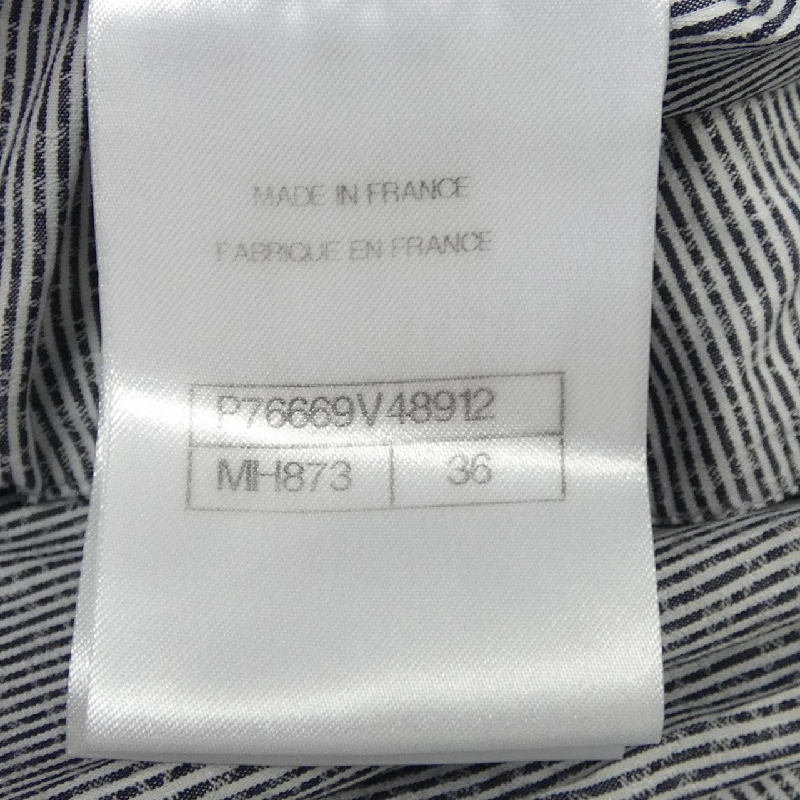 MADE IN FRANCE
FABRIQUE EN FRANCE
P76669V48912
MH873 36